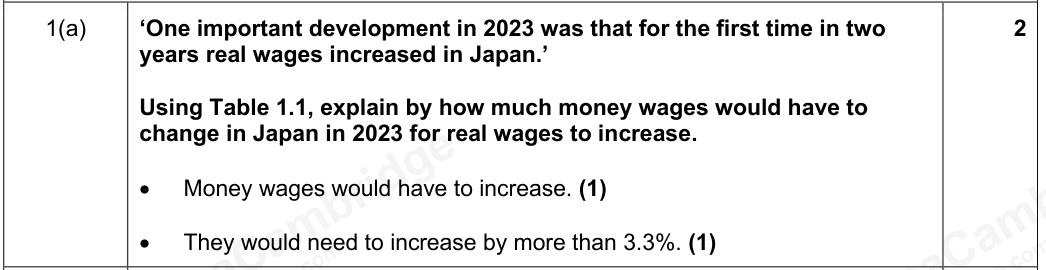 1(a) ‘One important development in 2023 was that for the first time in two 2
years real wages increased in Japan.’
Using Table 1.1, explain by how much money wages would have to
change in Japan in 2023 for real wages to increase.
• Money wages would have to increase. (1)
• They would need to increase by more than 3.3%. (1)